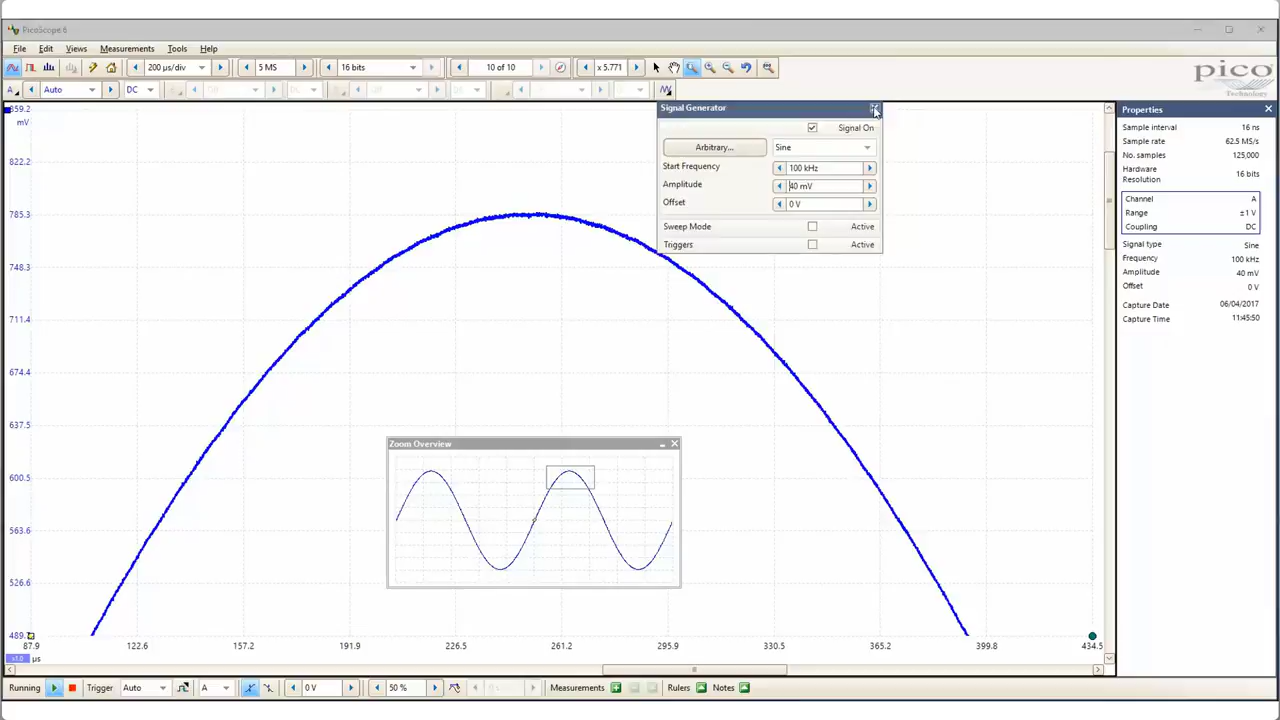 PicoScope 6
File Edit Views Measurements Tools Help
200 µs/div 5 MS 16 bits 10 of 10 x 5.771
pico
Technology
A Auto DC Off
859.2
mV
822.2
785.3
748.3
711.4
674.4
637.5
600.5
563.6
526.6
489.7
87.9 122.6 157.2 191.9 226.5 261.2 295.9 330.5 365.2 399.8 434.5
x1.0 µs
Signal Generator
Signal On
Arbitrary... Sine
Start Frequency 100 kHz
Amplitude 40 mV
Offset 0 V
Sweep Mode Active
Triggers Active
Zoom Overview
Properties
Sample interval 16 ns
Sample rate 62.5 MS/s
No. samples 125,000
Hardware
Resolution 16 bits
Channel A
Range ±1 V
Coupling DC
Signal type Sine
Frequency 100 kHz
Amplitude 40 mV
Offset 0 V
Capture Date 06/04/2017
Capture Time 11:45:50
Running Trigger Auto A 0 V 50 % Measurements Rulers Notes